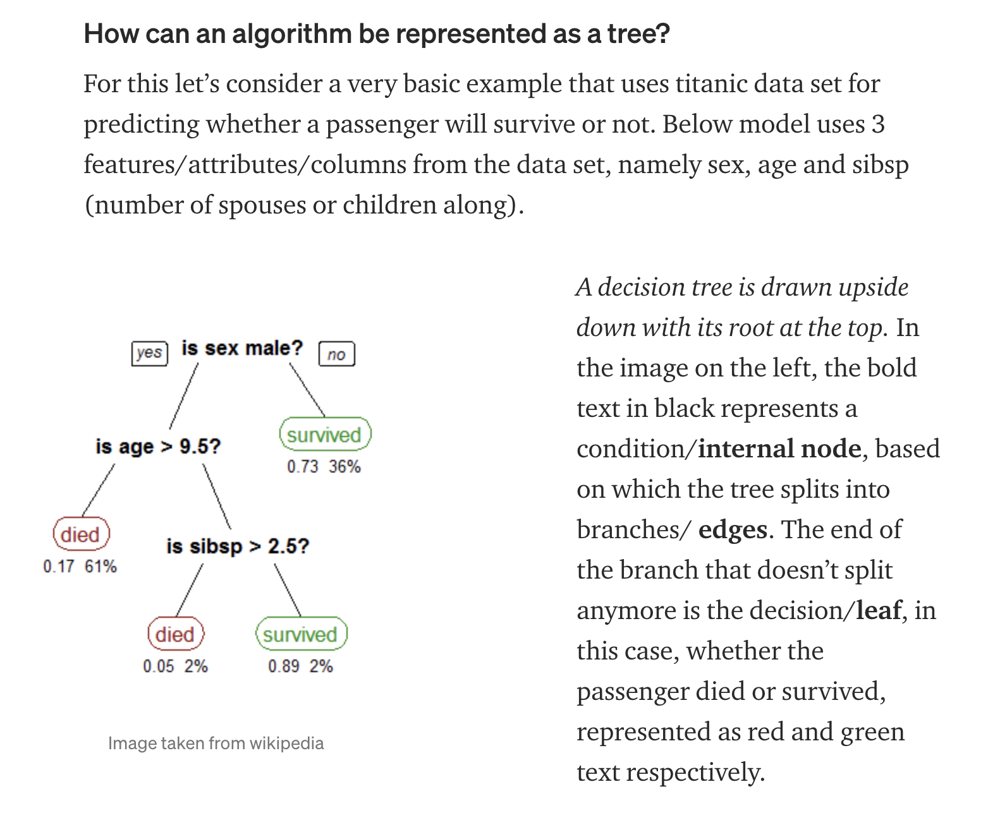 How can an algorithm be represented as a tree?
For this let’s consider a very basic example that uses titanic data set for
predicting whether a passenger will survive or not. Below model uses 3
features/attributes/columns from the data set, namely sex, age and sibsp
(number of spouses or children along).
yes is sex male? no
is age > 9.5?
survived
0.73 36%
died
0.17 61%
is sibsp > 2.5?
died survived
0.05 2% 0.89 2%
Image taken from wikipedia
A decision tree is drawn upside
down with its root at the top. In
the image on the left, the bold
text in black represents a
condition/internal node, based
on which the tree splits into
branches/ edges. The end of
the branch that doesn’t split
anymore is the decision/leaf, in
this case, whether the
passenger died or survived,
represented as red and green
text respectively.